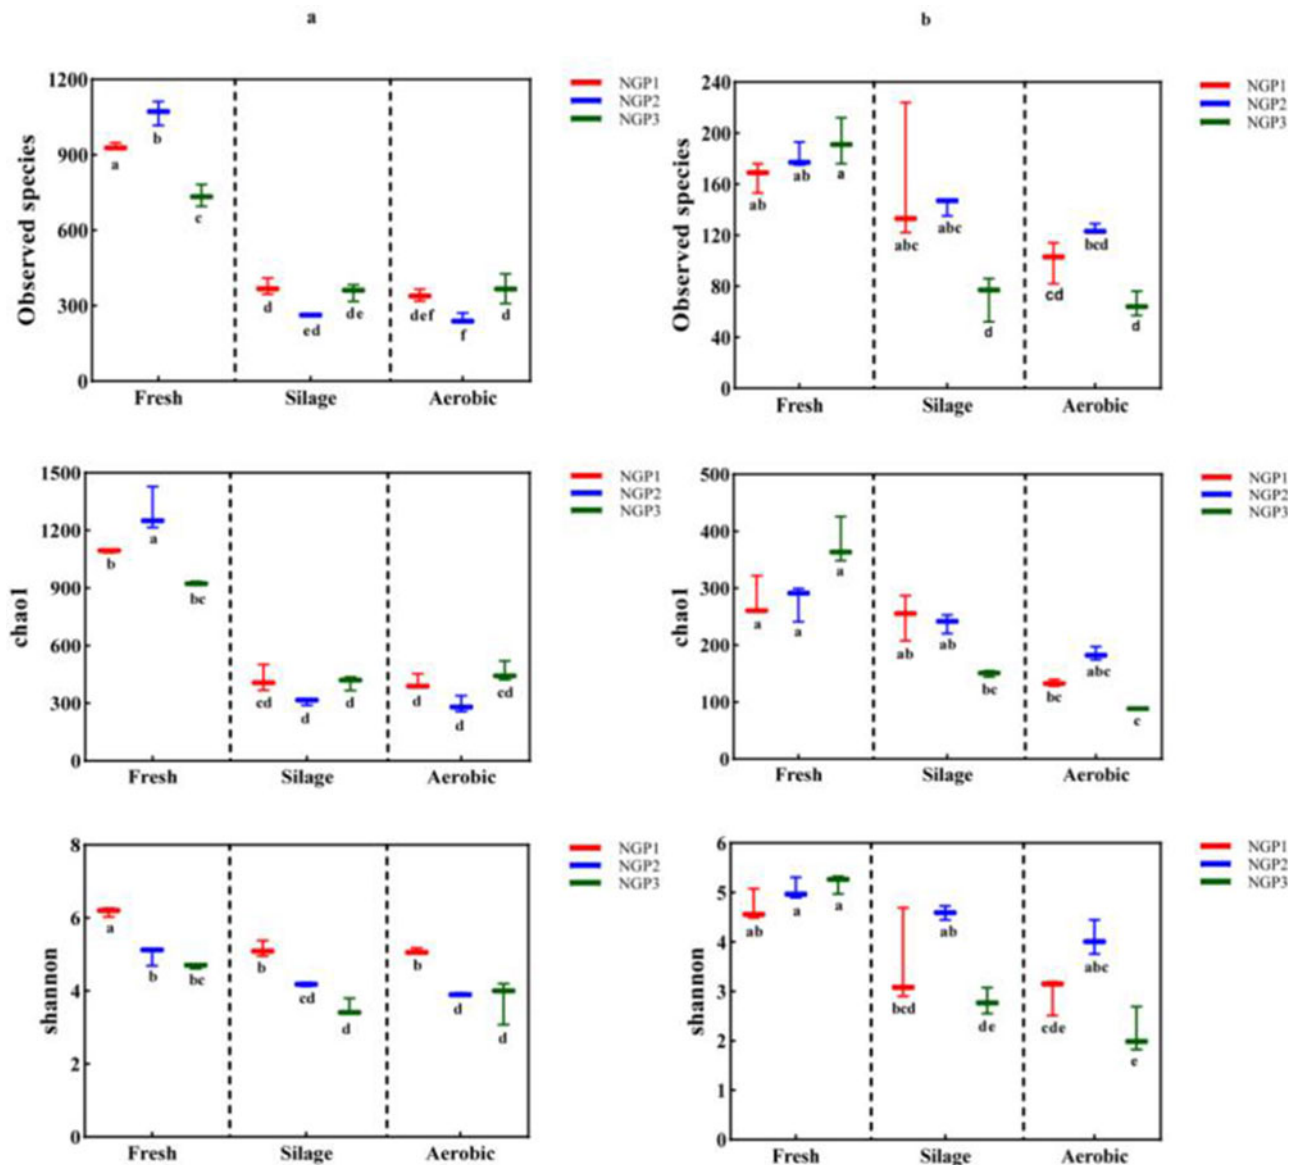 a
b
Observed species
1200
900
600
300
0
a
b
c
d
ed
de
def
f
d
Fresh
Silage
Aerobic
NGP1
NGP2
NGP3
Observed species
240
200
160
120
80
40
0
ab
ab
a
abc
abc
d
cd
bcd
d
Fresh
Silage
Aerobic
NGP1
NGP2
NGP3
chao1
1500
1200
900
600
300
0
b
a
bc
cd
d
d
d
d
cd
Fresh
Silage
Aerobic
NGP1
NGP2
NGP3
chao1
500
400
300
200
100
0
a
a
a
ab
ab
bc
bc
abc
c
Fresh
Silage
Aerobic
NGP1
NGP2
NGP3
shannon
8
6
4
2
0
a
b
bc
b
cd
d
b
d
d
Fresh
Silage
Aerobic
NGP1
NGP2
NGP3
shannon
6
5
4
3
2
1
0
ab
a
a
bcd
ab
de
cde
abc
e
Fresh
Silage
Aerobic
NGP1
NGP2
NGP3